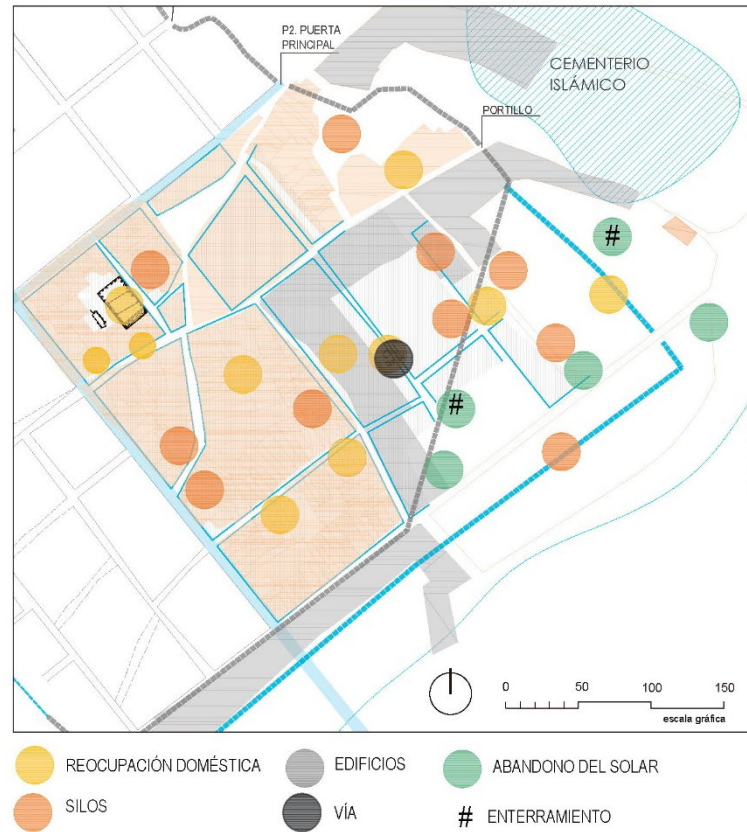 P2. PUERTA
PRINCIPAL
CEMENTERIO
ISLÁMICO
PORTILLO
#
#
0 50 100 150
escala gráfica
REOCUPACIÓN DOMÉSTICA
EDIFICIOS
ABANDONO DEL SOLAR
SILOS
VÍA
# ENTERRAMIENTO